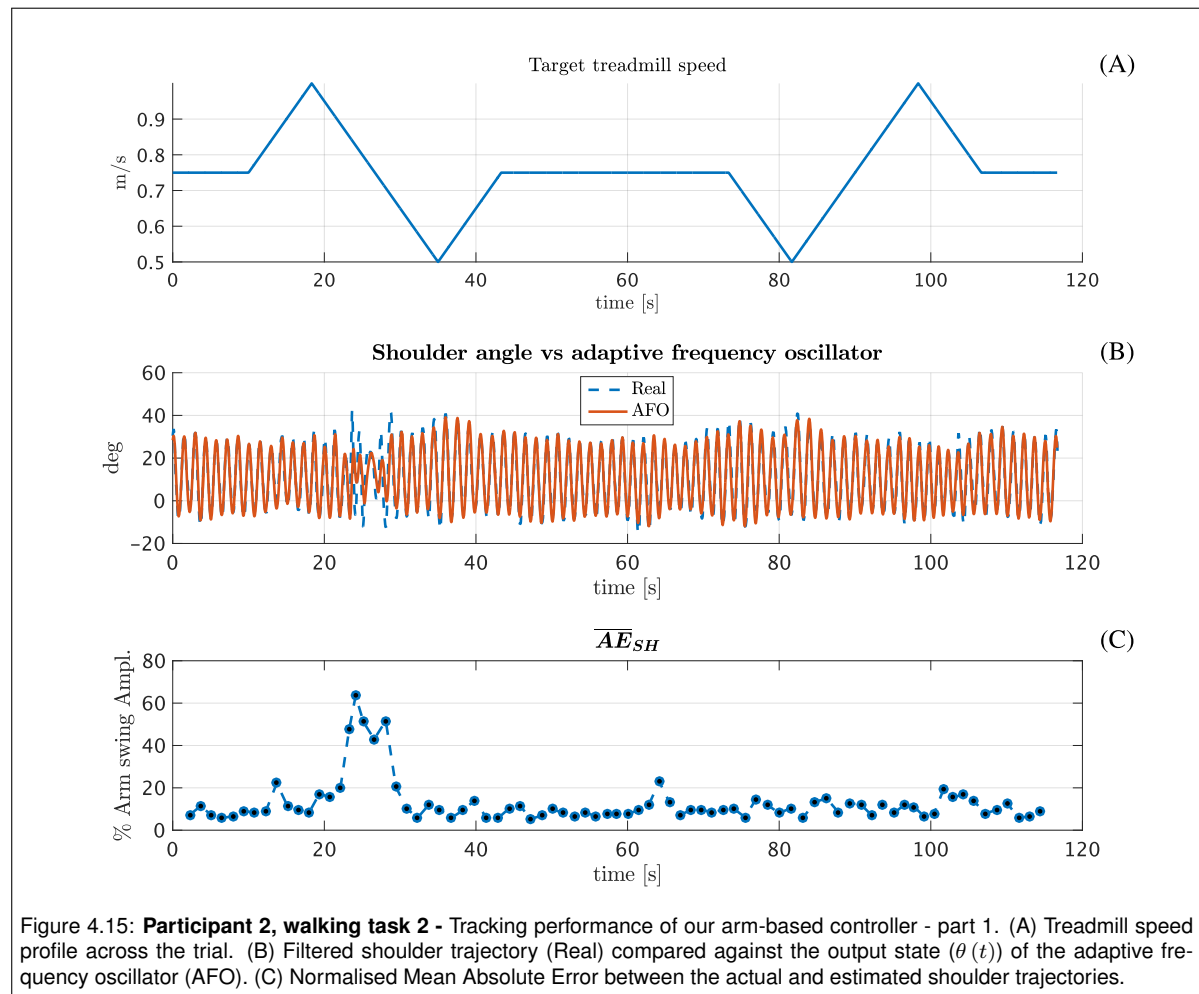 Target treadmill speed
(A)
m/s
0.9
0.8
0.7
0.6
0.5
0 20 40 60 80 100 120
time [s]
Shoulder angle vs adaptive frequency oscillator
(B)
deg
60
40
20
0
−20
Real
AFO
0 20 40 60 80 100 120
time [s]
AE SH
(C)
% Arm swing Ampl.
80
60
40
20
0
0 20 40 60 80 100 120
time [s]
Figure 4.15: Participant 2, walking task 2 - Tracking performance of our arm-based controller - part 1. (A) Treadmill speed
profile across the trial. (B) Filtered shoulder trajectory (Real) compared against the output state (θ (t)) of the adaptive fre-
quency oscillator (AFO). (C) Normalised Mean Absolute Error between the actual and estimated shoulder trajectories.